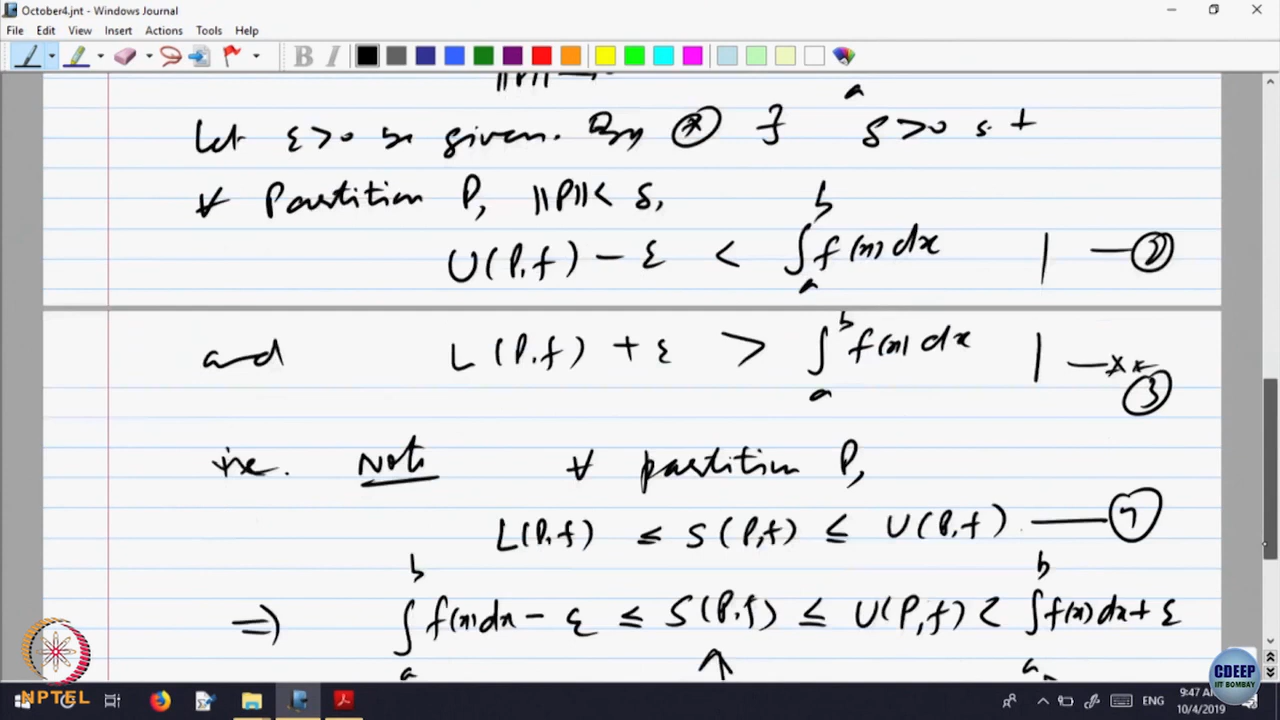 October4.jnt - Windows Journal
File Edit View Insert Actions Tools Help
a
Let ε>0 be given. By ⊛ ∃ δ>0 s.t
∀ Partition P, ||P||< δ,
U(P,f) - ε < ∫_a^b f(x) dx | —②
and L(P,f) + ε > ∫_a^b f(x) dx | —** ③
i.e. Note ∀ partition P,
L(P,f) ≤ S(P,f) ≤ U(P,f). —
⇒ ∫_a^b f(x)dx - ε ≤ S(P,f) ≤ U(P,f) < ∫_a^b f(x)dx + ε
↑
NPTEL
CDEEP
IIT BOMBAY
ENG
9:47 A
10/4/2019